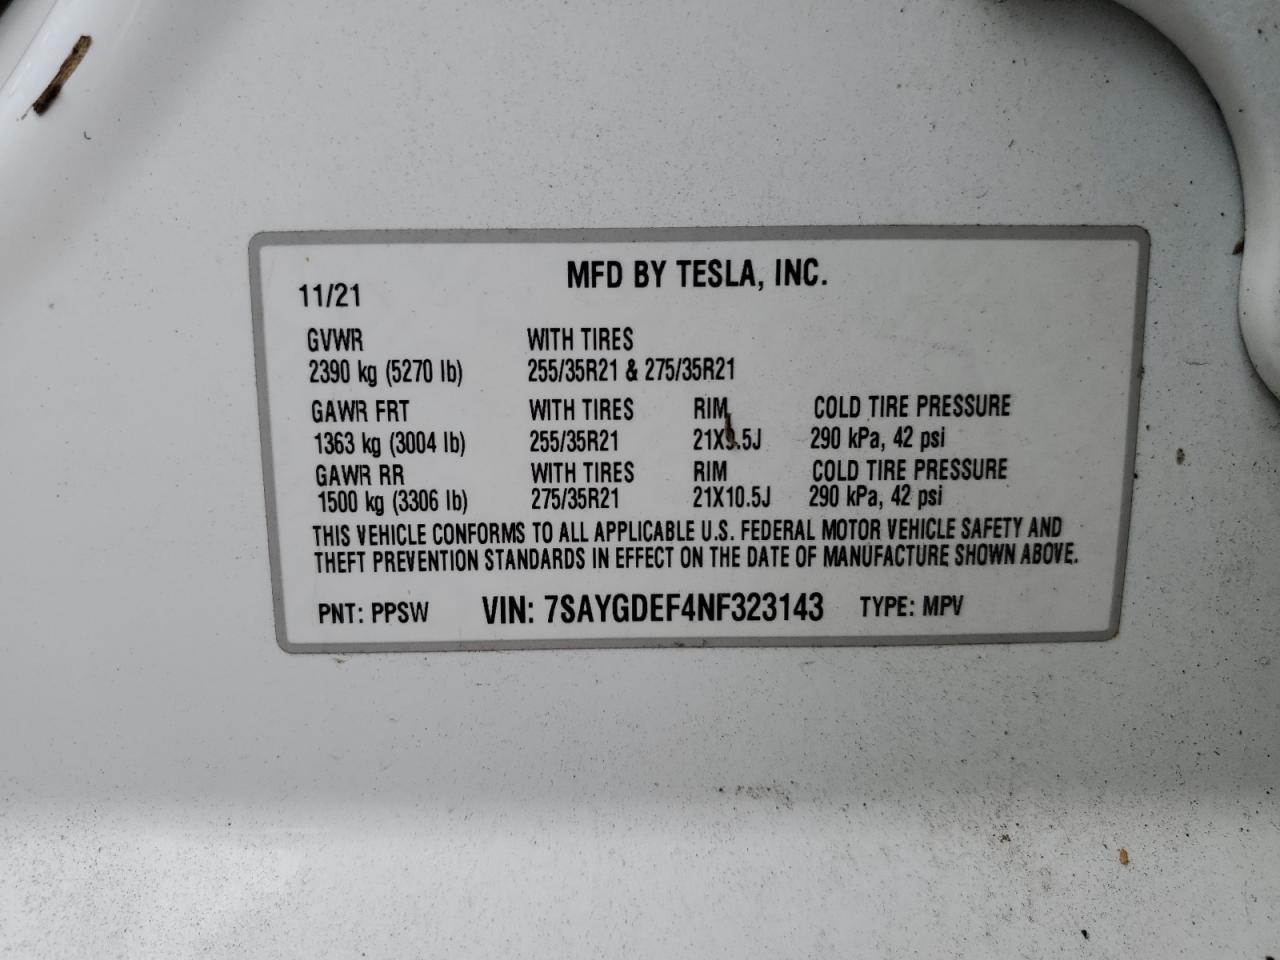 MFD BY TESLA, INC.
11/21
GVWR WITH TIRES
2390 kg (5270 lb) 255/35R21 & 275/35R21
GAWR FRT WITH TIRES RIM COLD TIRE PRESSURE
1363 kg (3004 lb) 255/35R21 21X9.5J 290 kPa, 42 psi
GAWR RR WITH TIRES RIM COLD TIRE PRESSURE
1500 kg (3306 lb) 275/35R21 21X10.5J 290 kPa, 42 psi
THIS VEHICLE CONFORMS TO ALL APPLICABLE U.S. FEDERAL MOTOR VEHICLE SAFETY AND
THEFT PREVENTION STANDARDS IN EFFECT ON THE DATE OF MANUFACTURE SHOWN ABOVE.
PNT: PPSW VIN: 7SAYGDEF4NF323143 TYPE: MPV